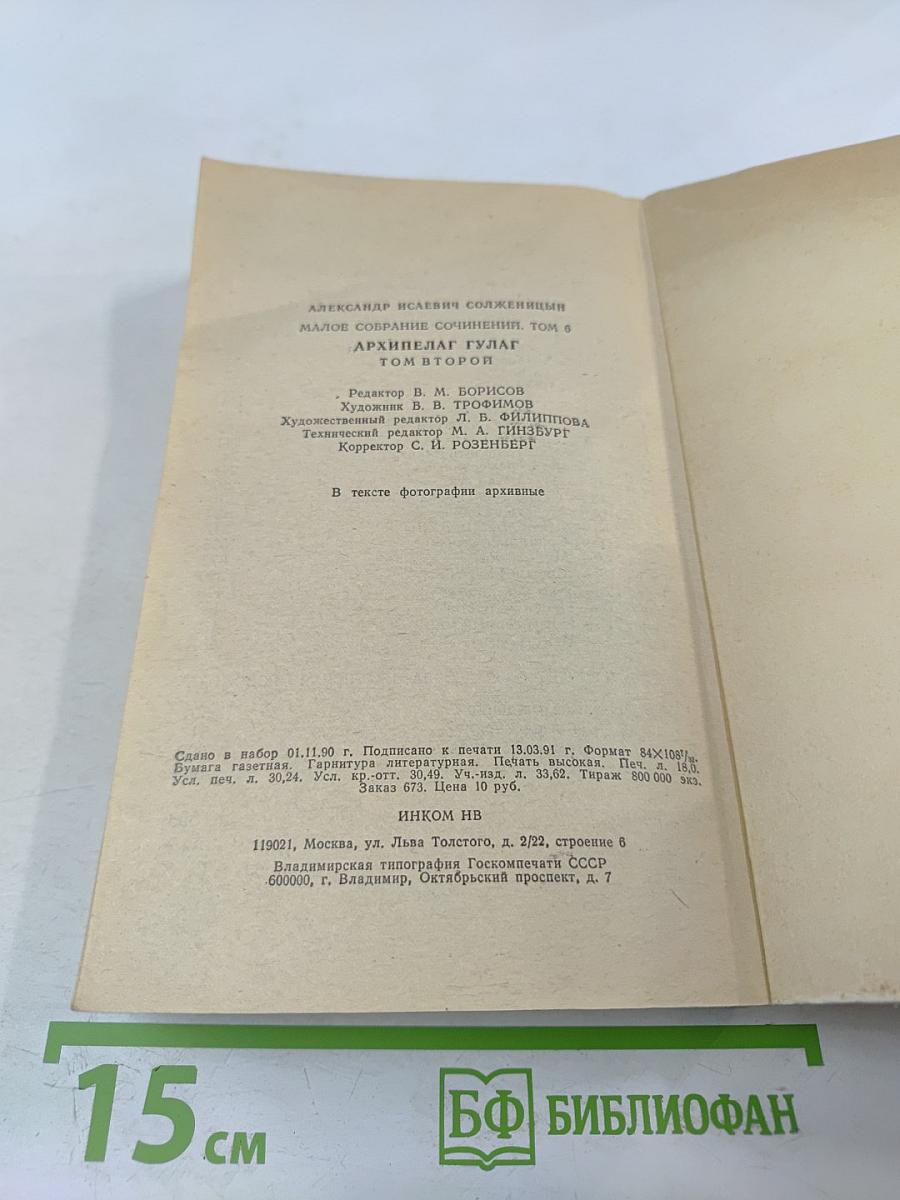 АЛЕКСАНДР ИСАЕВИЧ СОЛЖЕНИЦЫН
МАЛОЕ СОБРАНИЕ СОЧИНЕНИЙ. ТОМ 6
АРХИПЕЛАГ ГУЛАГ
ТОМ ВТОРОЙ
Редактор В. М. БОРИСОВ
Художник В. В. ТРОФИМОВ
Художественный редактор Л. Б. ФИЛИППОВА
Технический редактор М. А. ГИНЗБУРГ
Корректор С. И. РОЗЕНБЕРГ
В тексте фотографии архивные
Сдано в набор 01.11.90 г. Подписано к печати 13.03.91 г. Формат 84×108¹/₃₂.
Бумага газетная. Гарнитура литературная. Печать высокая. Печ. л. 18,0.
Усл. печ. л. 30,24. Усл. кр.-отт. 30,49. Уч.-изд. л. 33,62. Тираж 800 000 экз.
Заказ 673. Цена 10 руб.
ИНКОМ НВ
119021, Москва, ул. Льва Толстого, д. 2/22, строение 6
Владимирская типография Госкомпечати СССР
600000, г. Владимир, Октябрьский проспект, д. 7
15 см
БФ БИБЛИОФАН